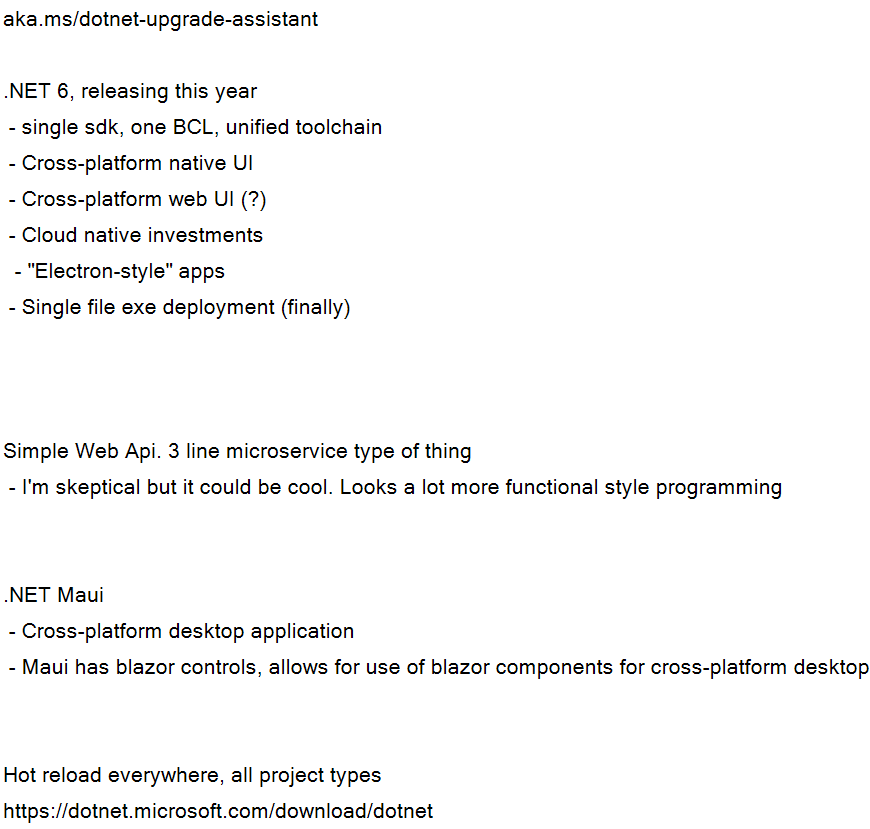 aka.ms/dotnet-upgrade-assistant
.NET 6, releasing this year
- single sdk, one BCL, unified toolchain
- Cross-platform native UI
- Cross-platform web UI (?)
- Cloud native investments
- "Electron-style" apps
- Single file exe deployment (finally)
Simple Web Api. 3 line microservice type of thing
- I'm skeptical but it could be cool. Looks a lot more functional style programming
.NET Maui
- Cross-platform desktop application
- Maui has blazor controls, allows for use of blazor components for cross-platform desktop
Hot reload everywhere, all project types
https://dotnet.microsoft.com/download/dotnet